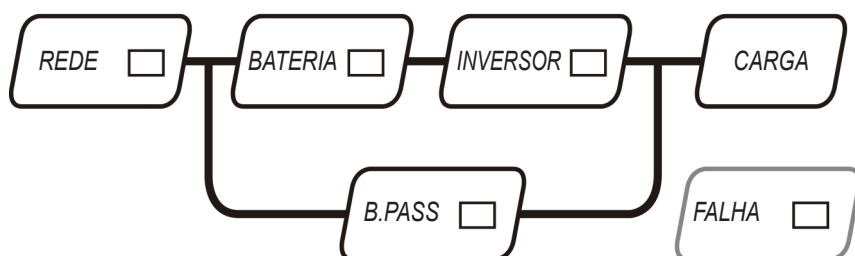 REDE
BATERIA
INVERSOR
CARGA
B.PASS
FALHA